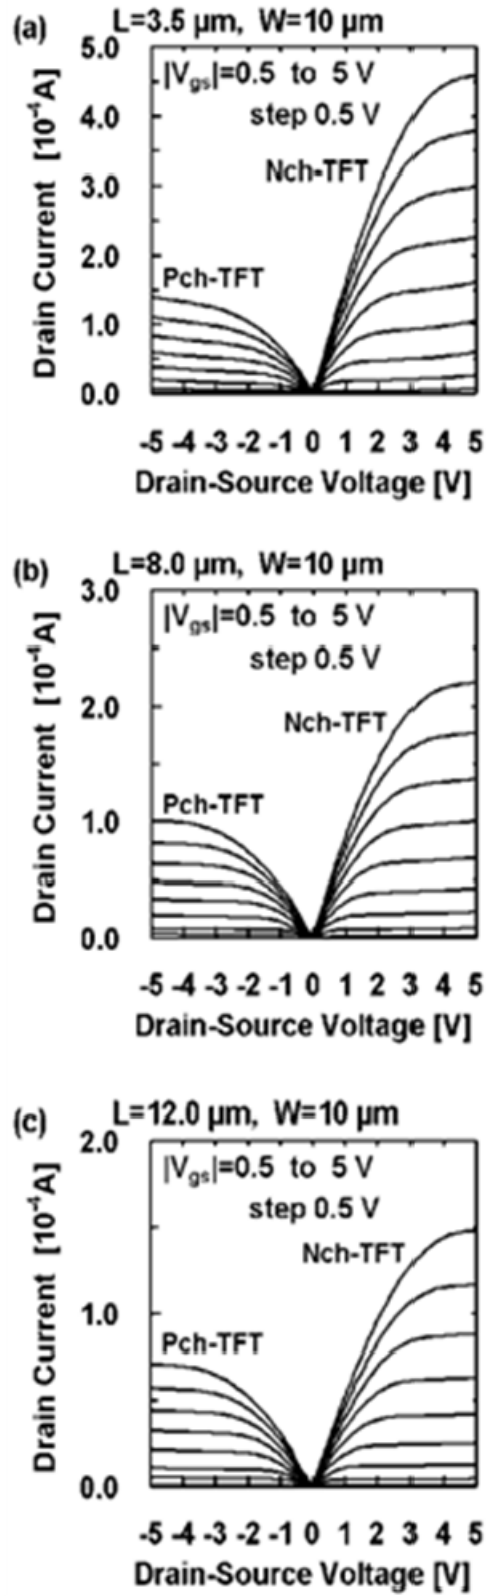 (a) L=3.5 µm, W=10 µm
|Vgs|=0.5 to 5 V
step 0.5 V
Nch-TFT
Pch-TFT
Drain Current [10⁻⁴A]
5.0
4.0
3.0
2.0
1.0
0.0
-5 -4 -3 -2 -1 0 1 2 3 4 5
Drain-Source Voltage [V]
(b) L=8.0 µm, W=10 µm
|Vgs|=0.5 to 5 V
step 0.5 V
Nch-TFT
Pch-TFT
Drain Current [10⁻⁴A]
3.0
2.0
1.0
0.0
-5 -4 -3 -2 -1 0 1 2 3 4 5
Drain-Source Voltage [V]
(c) L=12.0 µm, W=10 µm
|Vgs|=0.5 to 5 V
step 0.5 V
Nch-TFT
Pch-TFT
Drain Current [10⁻⁴A]
2.0
1.0
0.0
-5 -4 -3 -2 -1 0 1 2 3 4 5
Drain-Source Voltage [V]